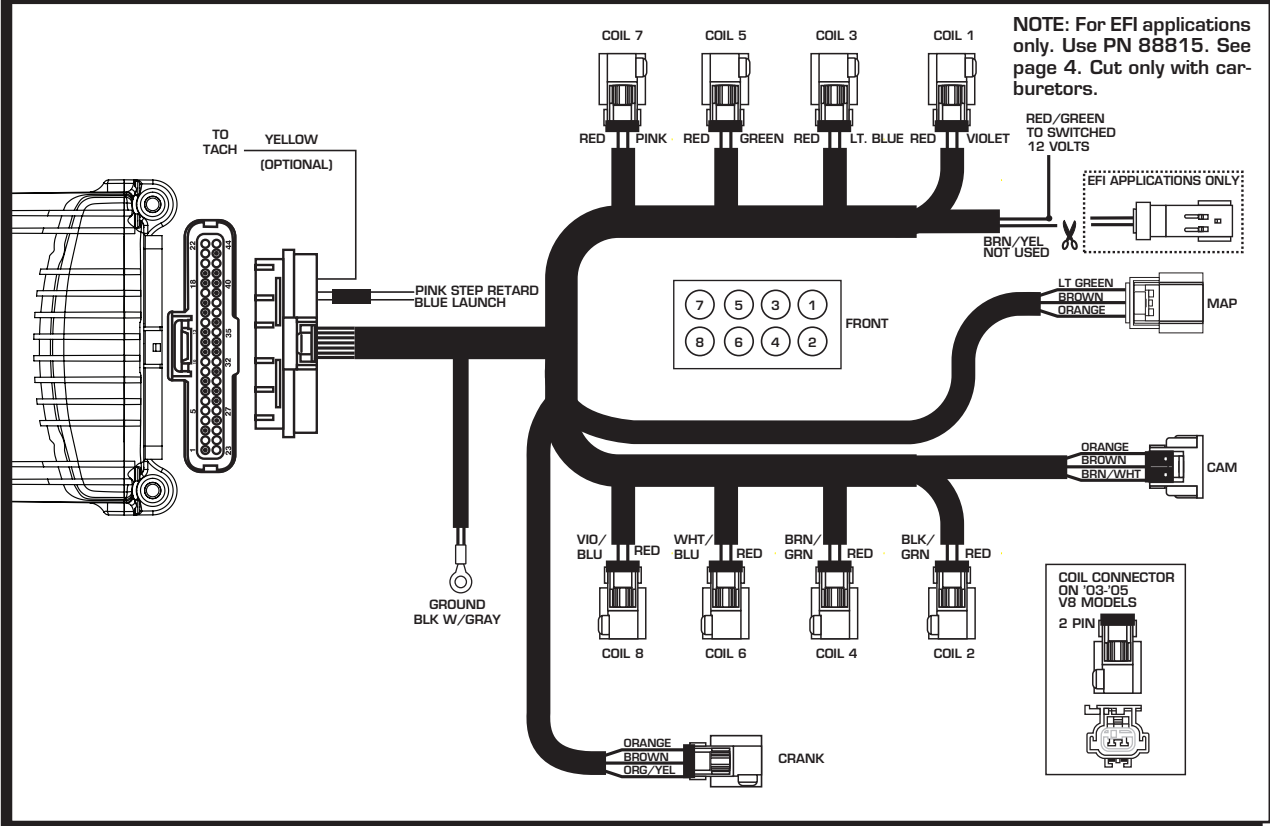 NOTE: For EFI applications
only. Use PN 88815. See
page 4. Cut only with car-
buretors.
COIL 7
COIL 5
COIL 3
COIL 1
RED
PINK
RED
GREEN
RED
LT. BLUE
RED
VIOLET
RED/GREEN
TO SWITCHED
12 VOLTS
EFI APPLICATIONS ONLY
BRN/YEL
NOT USED
TO
TACH
YELLOW
(OPTIONAL)
22
44
18
40
13
35
32
5
27
1
23
PINK STEP RETARD
BLUE LAUNCH
7
5
3
1
8
6
4
2
FRONT
LT GREEN
BROWN
ORANGE
MAP
ORANGE
BROWN
BRN/WHT
CAM
GROUND
BLK W/GRAY
VIO/
BLU
RED
WHT/
BLU
RED
BRN/
GRN
RED
BLK/
GRN
RED
COIL 8
COIL 6
COIL 4
COIL 2
COIL CONNECTOR
ON '03-'05
V8 MODELS
2 PIN
ORANGE
BROWN
ORG/YEL
CRANK